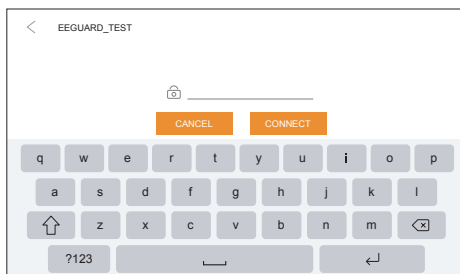 EEGUARD_TEST
CANCEL CONNECT
q w e r t y u i o p
a s d f g h j k l
z x c v b n m
?123